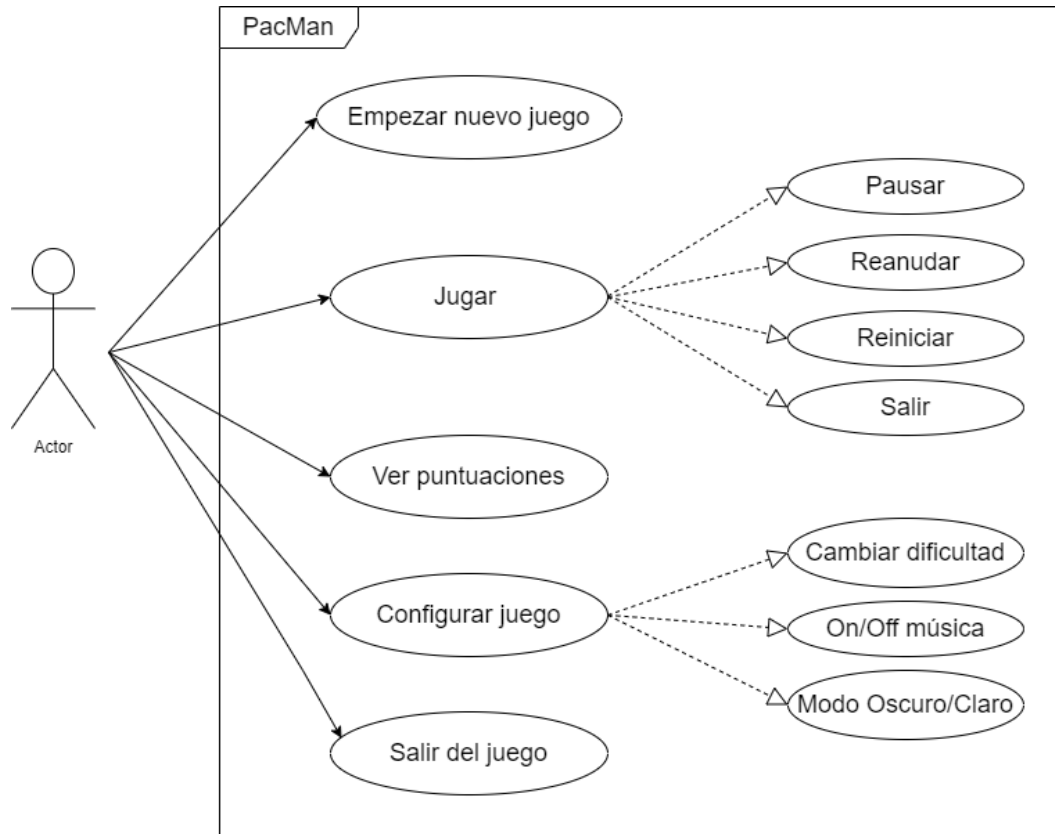 PacMan
Empezar nuevo juego
Pausar
Reanudar
Jugar
Reiniciar
Salir
Actor
Ver puntuaciones
Cambiar dificultad
Configurar juego
On/Off música
Modo Oscuro/Claro
Salir del juego